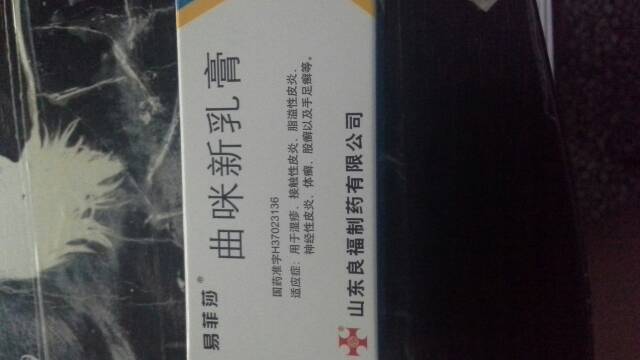 易菲莎®
曲咪新乳膏
国药准字H37023136
适应症：用于湿疹、接触性皮炎、脂溢性皮炎、
神经性皮炎、体癣、股癣以及手足癣等。
山东良福制药有限公司